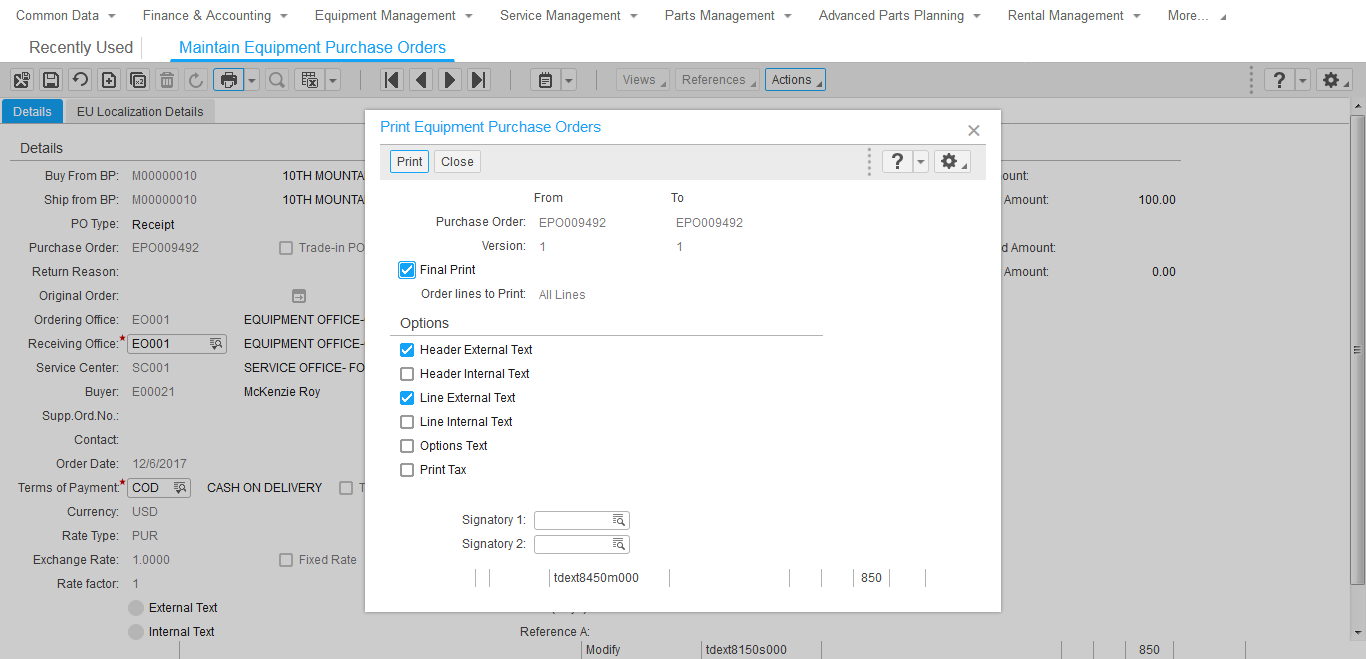 Common Data Finance & Accounting Equipment Management Service Management Parts Management Advanced Parts Planning Rental Management More...
Recently Used Maintain Equipment Purchase Orders
Views References Actions
Details EU Localization Details
Details
Buy From BP: M00000010 10TH MOUNTA
Ship from BP: M00000010 10TH MOUNTA
PO Type: Receipt
Purchase Order: EPO009492 Trade-in PO
Return Reason:
Original Order:
Ordering Office: EO001 EQUIPMENT OFFICE-
Receiving Office: * EO001 EQUIPMENT OFFICE-
Service Center: SC001 SERVICE OFFICE- FO
Buyer: E00021 McKenzie Roy
Supp.Ord.No.:
Contact:
Order Date: 12/6/2017
Terms of Payment: * COD CASH ON DELIVERY T
Currency: USD
Rate Type: PUR
Exchange Rate: 1.0000 Fixed Rate
Rate factor: 1
External Text
Internal Text
Reference A:
ount:
Amount: 100.00
d Amount:
Amount: 0.00
Print Equipment Purchase Orders
Print Close
?
From To
Purchase Order: EPO009492 EPO009492
Version: 1 1
Final Print
Order lines to Print: All Lines
Options
Header External Text
Header Internal Text
Line External Text
Line Internal Text
Options Text
Print Tax
Signatory 1:
Signatory 2:
tdext8450m000 850
Modify tdext8150s000 850